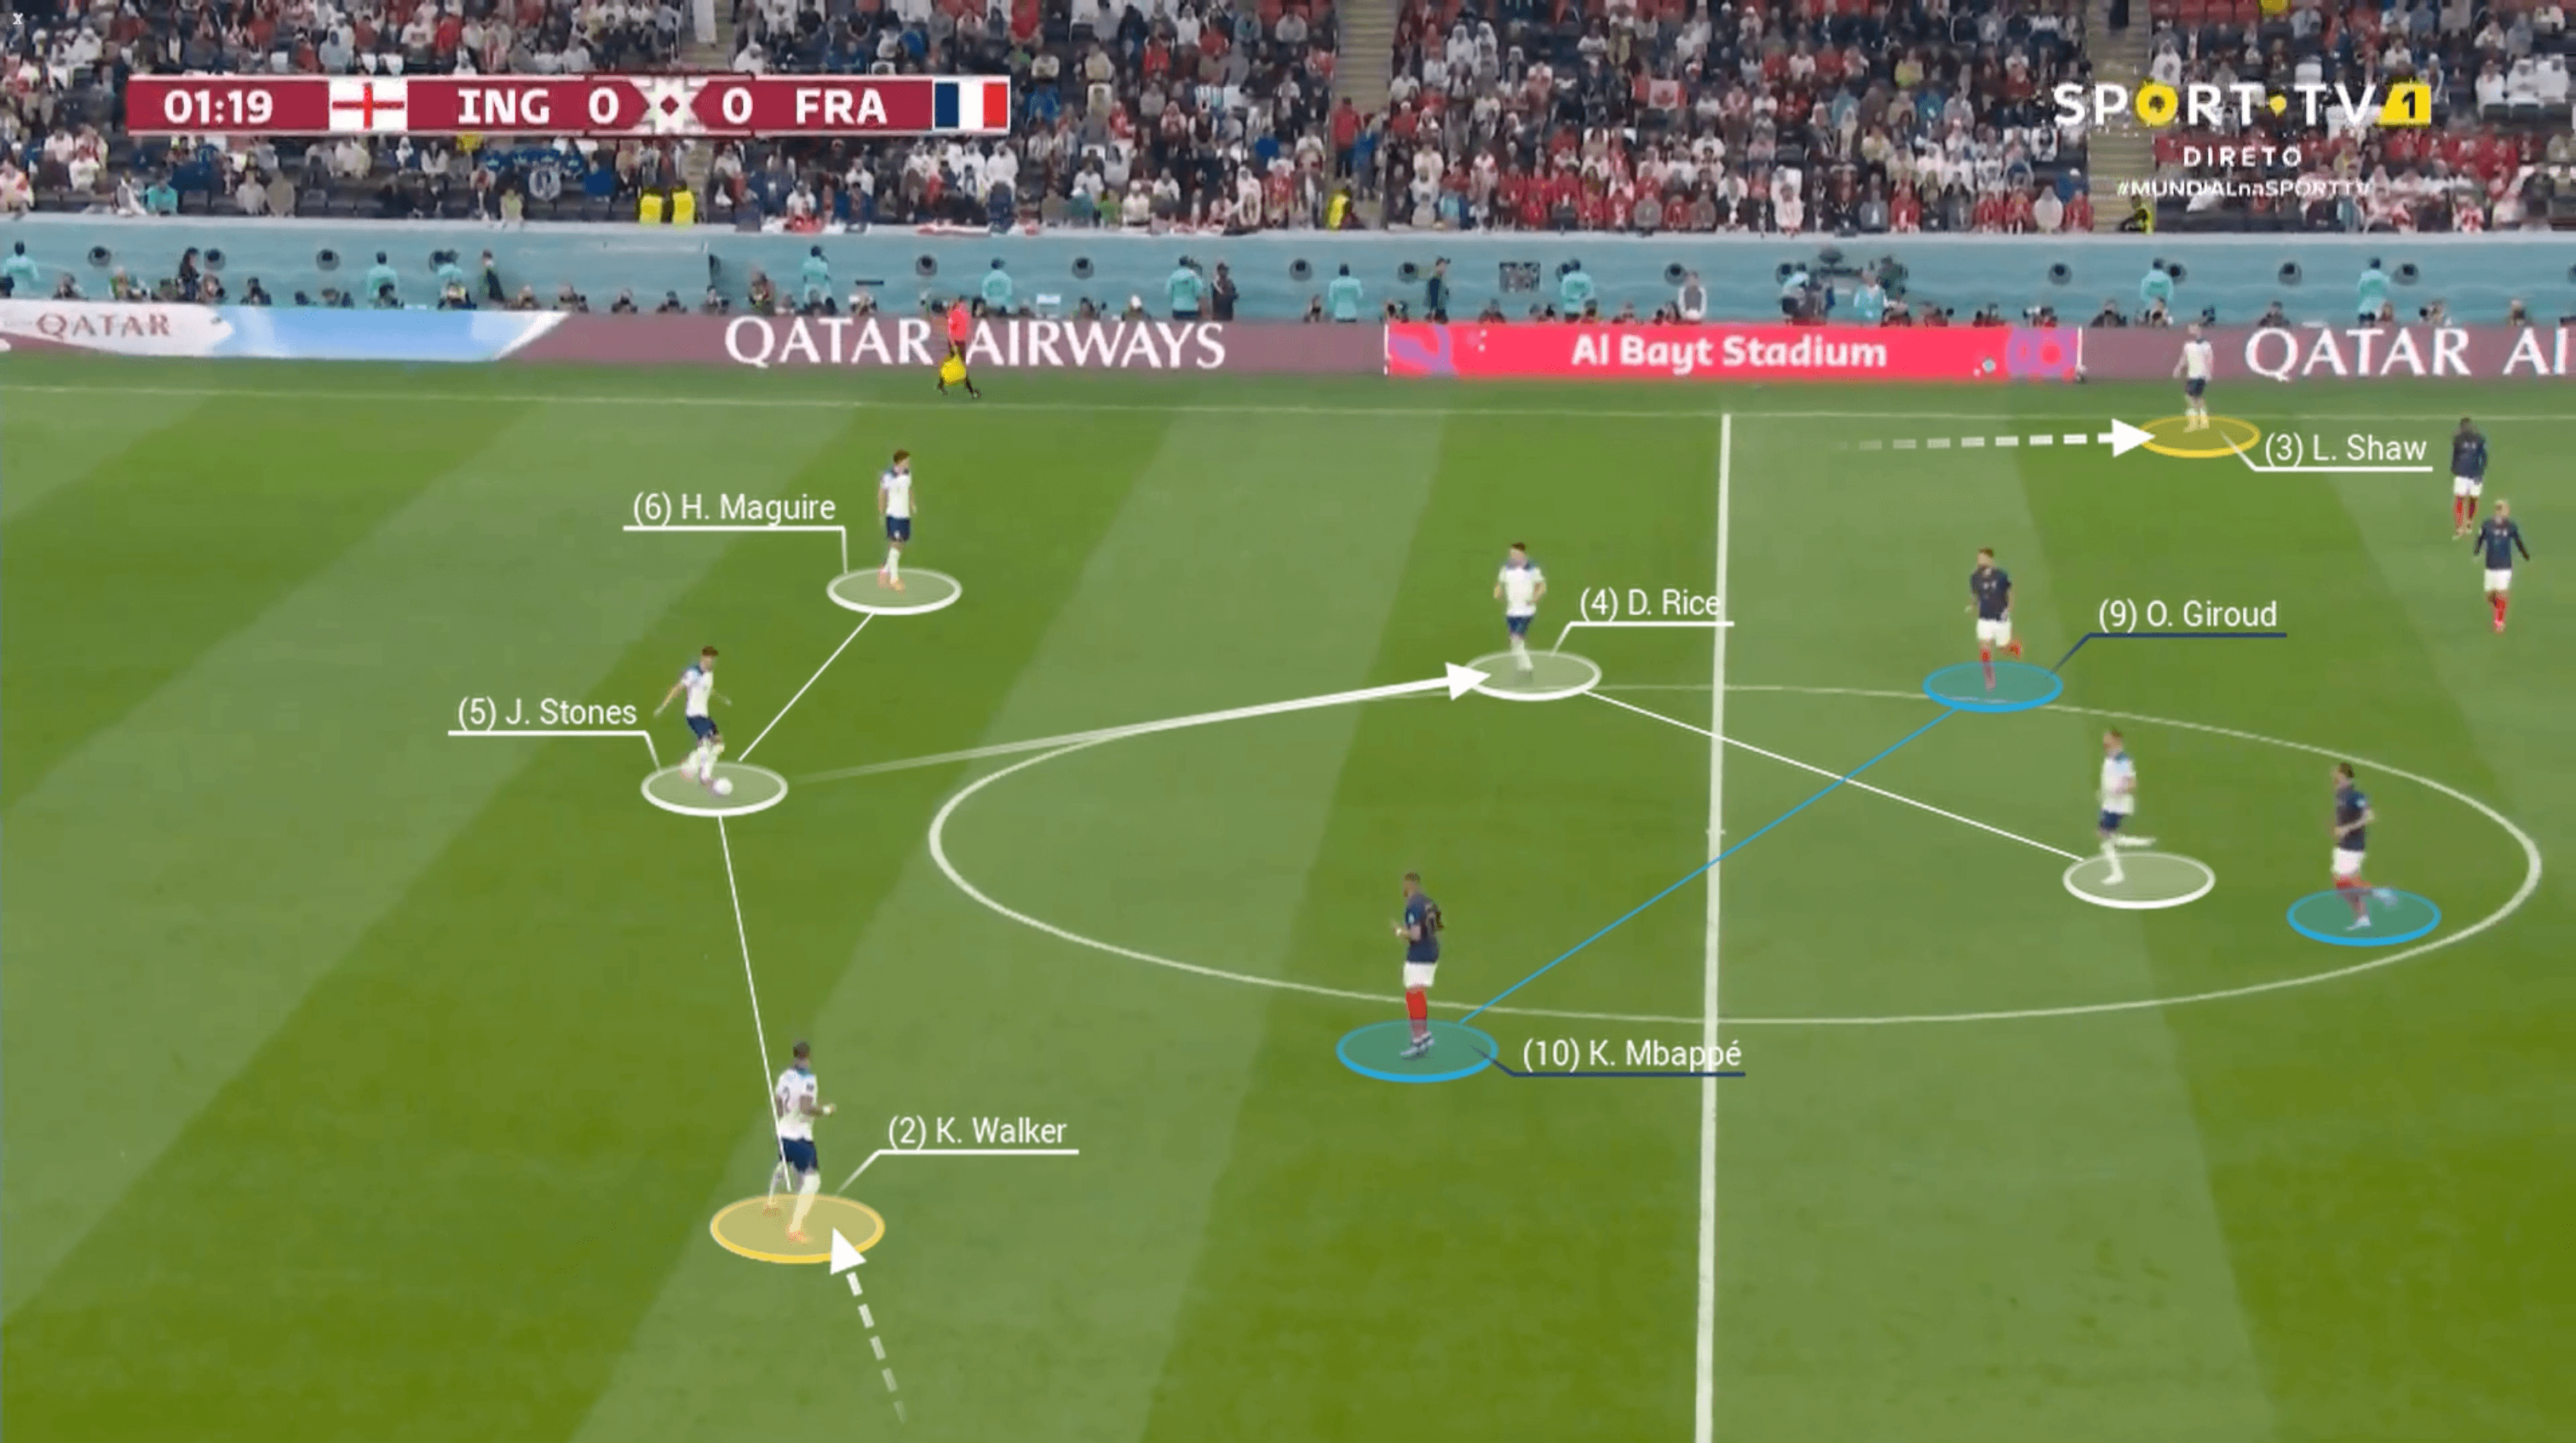 01:19 ING 0 0 FRA
SPORT•TV 1
DIRETO
#MUNDIALnaSPORTTV
QATAR
QATAR AIRWAYS
Al Bayt Stadium
QATAR AI
(3) L. Shaw
(6) H. Maguire
(4) D. Rice
(9) O. Giroud
(5) J. Stones
(10) K. Mbappé
(2) K. Walker